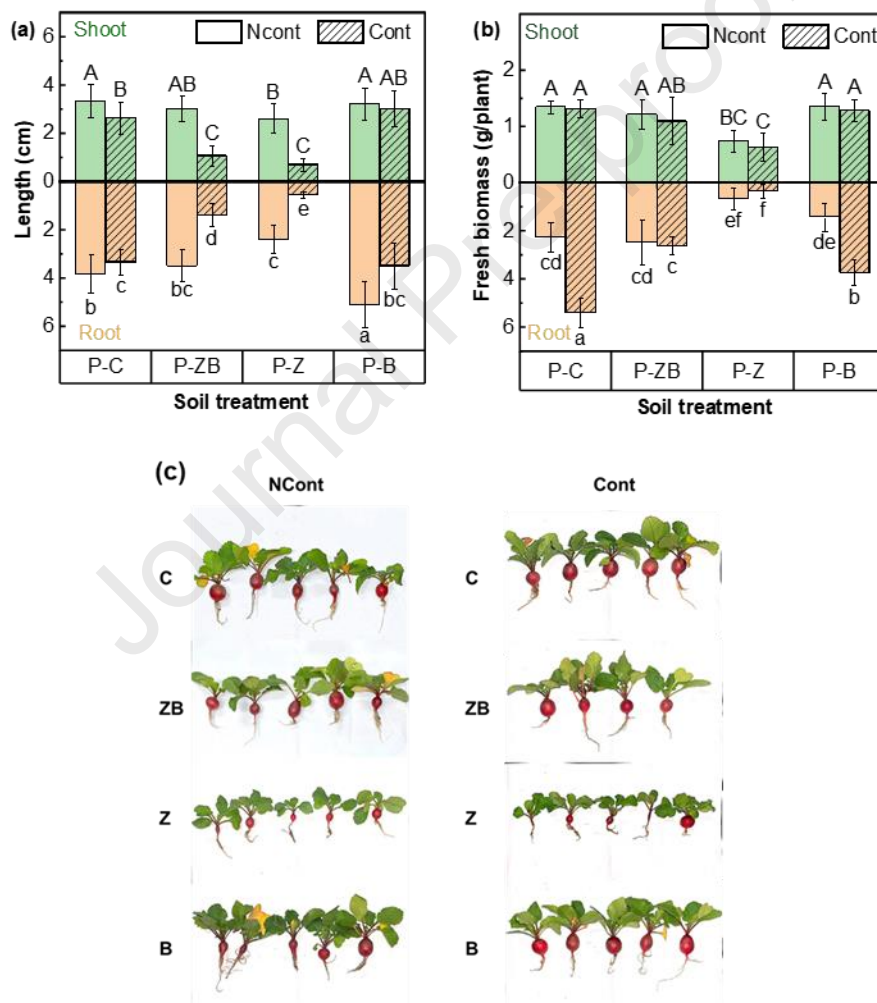 (a)
Shoot
Ncont
Cont
6
4
2
0
2
4
6
Length (cm)
A
B
AB
C
B
C
A
AB
b
c
bc
d
c
e
a
bc
Root
P-C
P-ZB
P-Z
P-B
Soil treatment
(b)
Shoot
Ncont
Cont
2
1
0
2
4
6
Fresh biomass (g/plant)
A
A
A
AB
BC
C
A
A
cd
a
cd
c
ef
f
de
b
Root
P-C
P-ZB
P-Z
P-B
Soil treatment
Journal Pre-proo
(c)
NCont
Cont
C
C
ZB
ZB
Z
Z
B
B